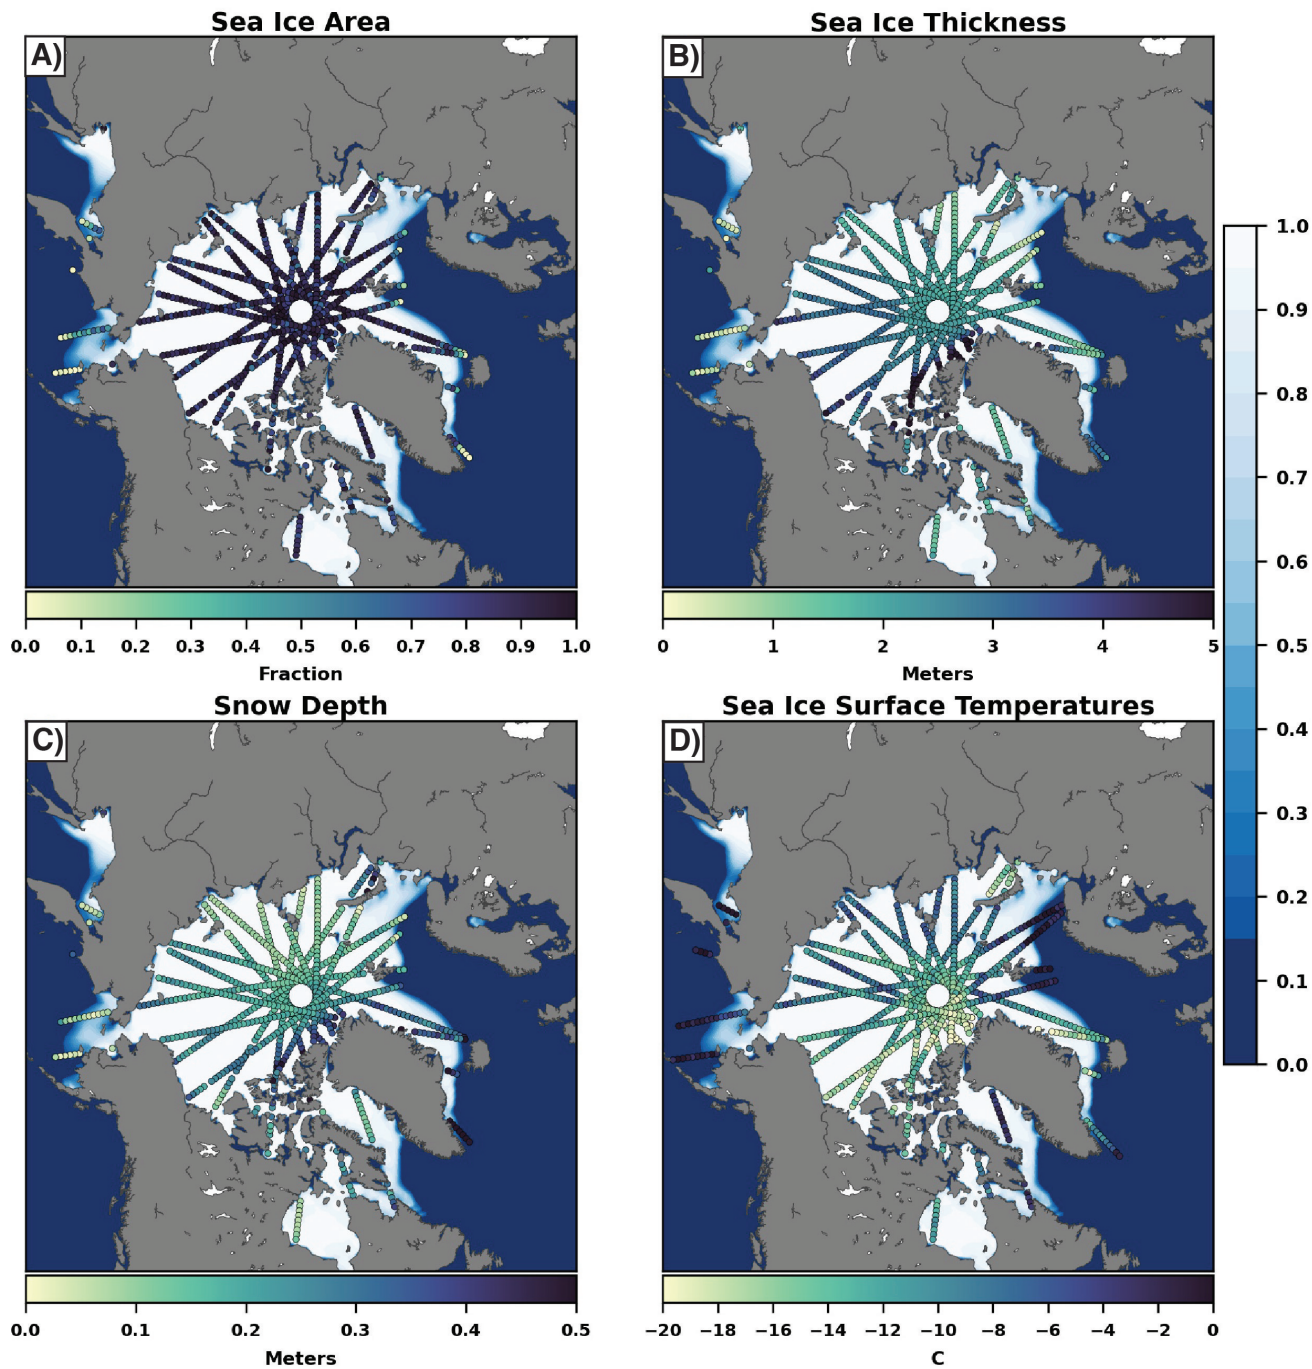 Sea Ice Area
Sea Ice Thickness
A)
B)
1.0
0.9
0.8
0.7
0.6
0.5
0.4
0.3
0.2
0.1
0.0
0.0 0.1 0.2 0.3 0.4 0.5 0.6 0.7 0.8 0.9 1.0
Fraction
0 1 2 3 4 5
Meters
Snow Depth
Sea Ice Surface Temperatures
C)
D)
0.0 0.1 0.2 0.3 0.4 0.5
Meters
−20 −18 −16 −14 −12 −10 −8 −6 −4 −2 0
C